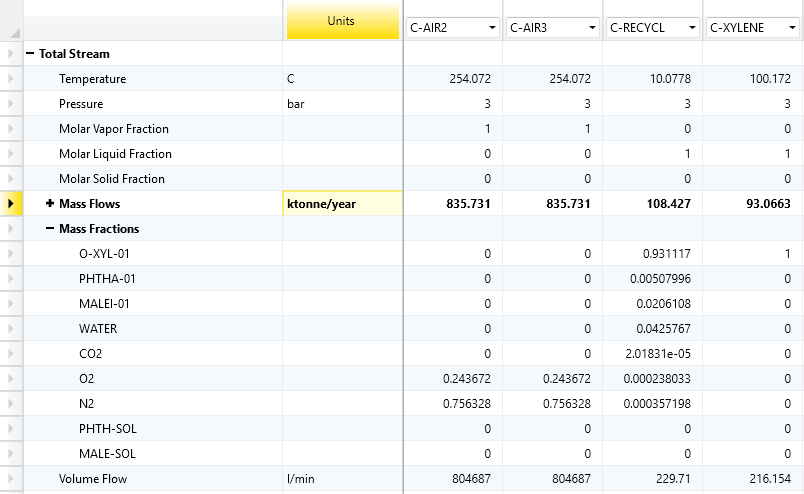 Units C-AIR2 C-AIR3 C-RECYCL C-XYLENE
− Total Stream
Temperature C 254.072 254.072 10.0778 100.172
Pressure bar 3 3 3 3
Molar Vapor Fraction 1 1 0 0
Molar Liquid Fraction 0 0 1 1
Molar Solid Fraction 0 0 0 0
+ Mass Flows ktonne/year 835.731 835.731 108.427 93.0663
− Mass Fractions
O-XYL-01 0 0 0.931117 1
PHTHA-01 0 0 0.00507996 0
MALEI-01 0 0 0.0206108 0
WATER 0 0 0.0425767 0
CO2 0 0 2.01831e-05 0
O2 0.243672 0.243672 0.000238033 0
N2 0.756328 0.756328 0.000357198 0
PHTH-SOL 0 0 0 0
MALE-SOL 0 0 0 0
Volume Flow l/min 804687 804687 229.71 216.154